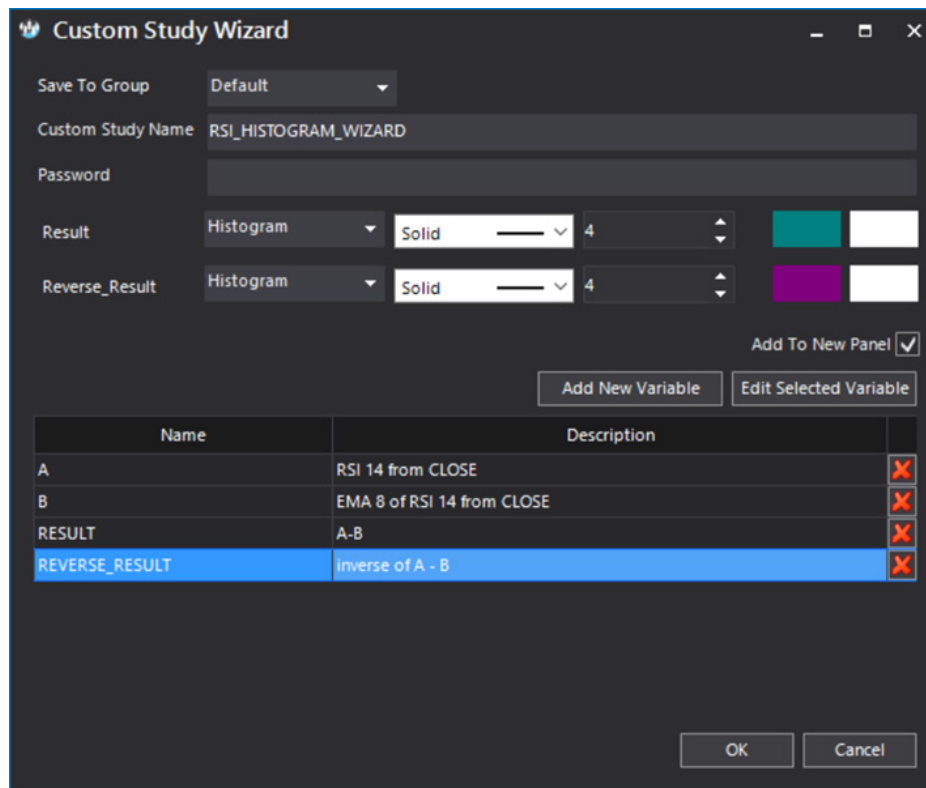 Custom Study Wizard
Save To Group Default
Custom Study Name RSI_HISTOGRAM_WIZARD
Password
Result Histogram Solid 4
Reverse_Result Histogram Solid 4
Add To New Panel
Add New Variable Edit Selected Variable
Name Description
A RSI 14 from CLOSE
B EMA 8 of RSI 14 from CLOSE
RESULT A-B
REVERSE_RESULT inverse of A - B
OK Cancel